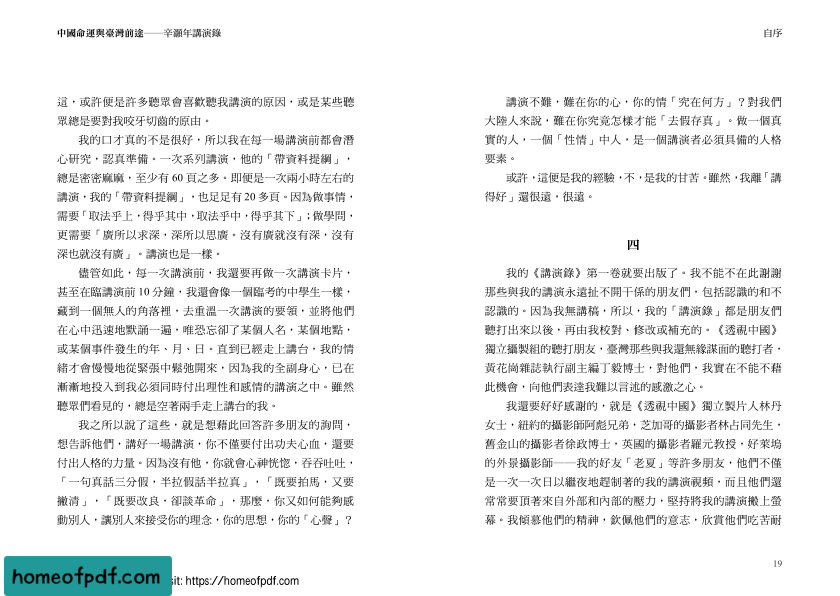 中國命運與臺灣前途——辛灝年講演錄
這，或許便是許多聽眾會喜歡聽我講演的原因，或是某些聽
眾總是要對我咬牙切齒的原由。
我的口才真的不是很好，所以我在每一場講演前都會潛
心研究，認真準備。一次系列講演，他的「帶資料提綱」，
總是密密麻麻，至少有 60 頁之多。即便是一次兩小時左右的
講演，我的「帶資料提綱」，也足足有 20 多頁。因為做事情，
需要「取法乎上，得乎其中，取法乎中，得乎其下」；做學問，
更需要「廣所以求深，深所以思廣。沒有廣就沒有深，沒有
深也就沒有廣」。講演也是一樣。
儘管如此，每一次講演前，我還要再做一次講演卡片，
甚至在臨講演前 10 分鐘，我還會像一個臨考的中學生一樣，
藏到一個無人的角落裡，去重溫一次講演的要領，並將他們
在心中迅速地默誦一遍，唯恐忘卻了某個人名，某個地點，
或某個事件發生的年、月、日。直到已經走上講台，我的情
緒才會慢慢地從緊張中鬆弛開來，因為我的全副身心，已在
漸漸地投入到我必須同時付出理性和感情的講演之中。雖然
聽眾們看見的，總是空著兩手走上講台的我。
我之所以說了這些，就是想藉此回答許多朋友的詢問，
想告訴他們，講好一場講演，你不僅要付出功夫心血，還要
付出人格的力量。因為沒有他，你就會心神恍惚，吞吞吐吐，
「一句真話三分假，半拉假話半拉真」，「既要拍馬，又要
撇清」，「既要改良，卻談革命」，那麼，你又如何能夠感
動別人，讓別人來接受你的理念，你的思想，你的「心聲」？
自序
講演不難，難在你的心，你的情「究在何方」？對我們
大陸人來說，難在你究竟怎樣才能「去假存真」。做一個真
實的人，一個「性情」中人，是一個講演者必須具備的人格
要素。
或許，這便是我的經驗，不，是我的甘苦。雖然，我離「講
得好」還很遠，很遠。
四
我的《講演錄》第一卷就要出版了。我不能不在此謝謝
那些與我的講演永遠扯不開干係的朋友們，包括認識的和不
認識的。因為我無講稿，所以，我的「講演錄」都是朋友們
聽打出來以後，再由我校對、修改或補充的。《透視中國》
獨立攝製組的聽打朋友，臺灣那些與我還無緣謀面的聽打者，
黃花崗雜誌執行副主編丁毅博士，對他們，我實在不能不藉
此機會，向他們表達我難以言述的感激之心。
我還要好好感謝的，就是《透視中國》獨立製片人林丹
女士，紐約的攝影師阿彪兄弟，芝加哥的攝影者林占同先生，
舊金山的攝影者徐政博士，英國的攝影者羅元教授，好萊塢
的外景攝影師——我的好友「老夏」等許多朋友，他們不僅
是一次一次日以繼夜地趕制著我的講演視頻，而且他們還
常常要頂著來自外部和內部的壓力，堅持將我的講演搬上螢
幕。我傾慕他們的精神，欽佩他們的意志，欣賞他們吃苦耐
19
homeofpdf.com
sit: https://homeofpdf.com